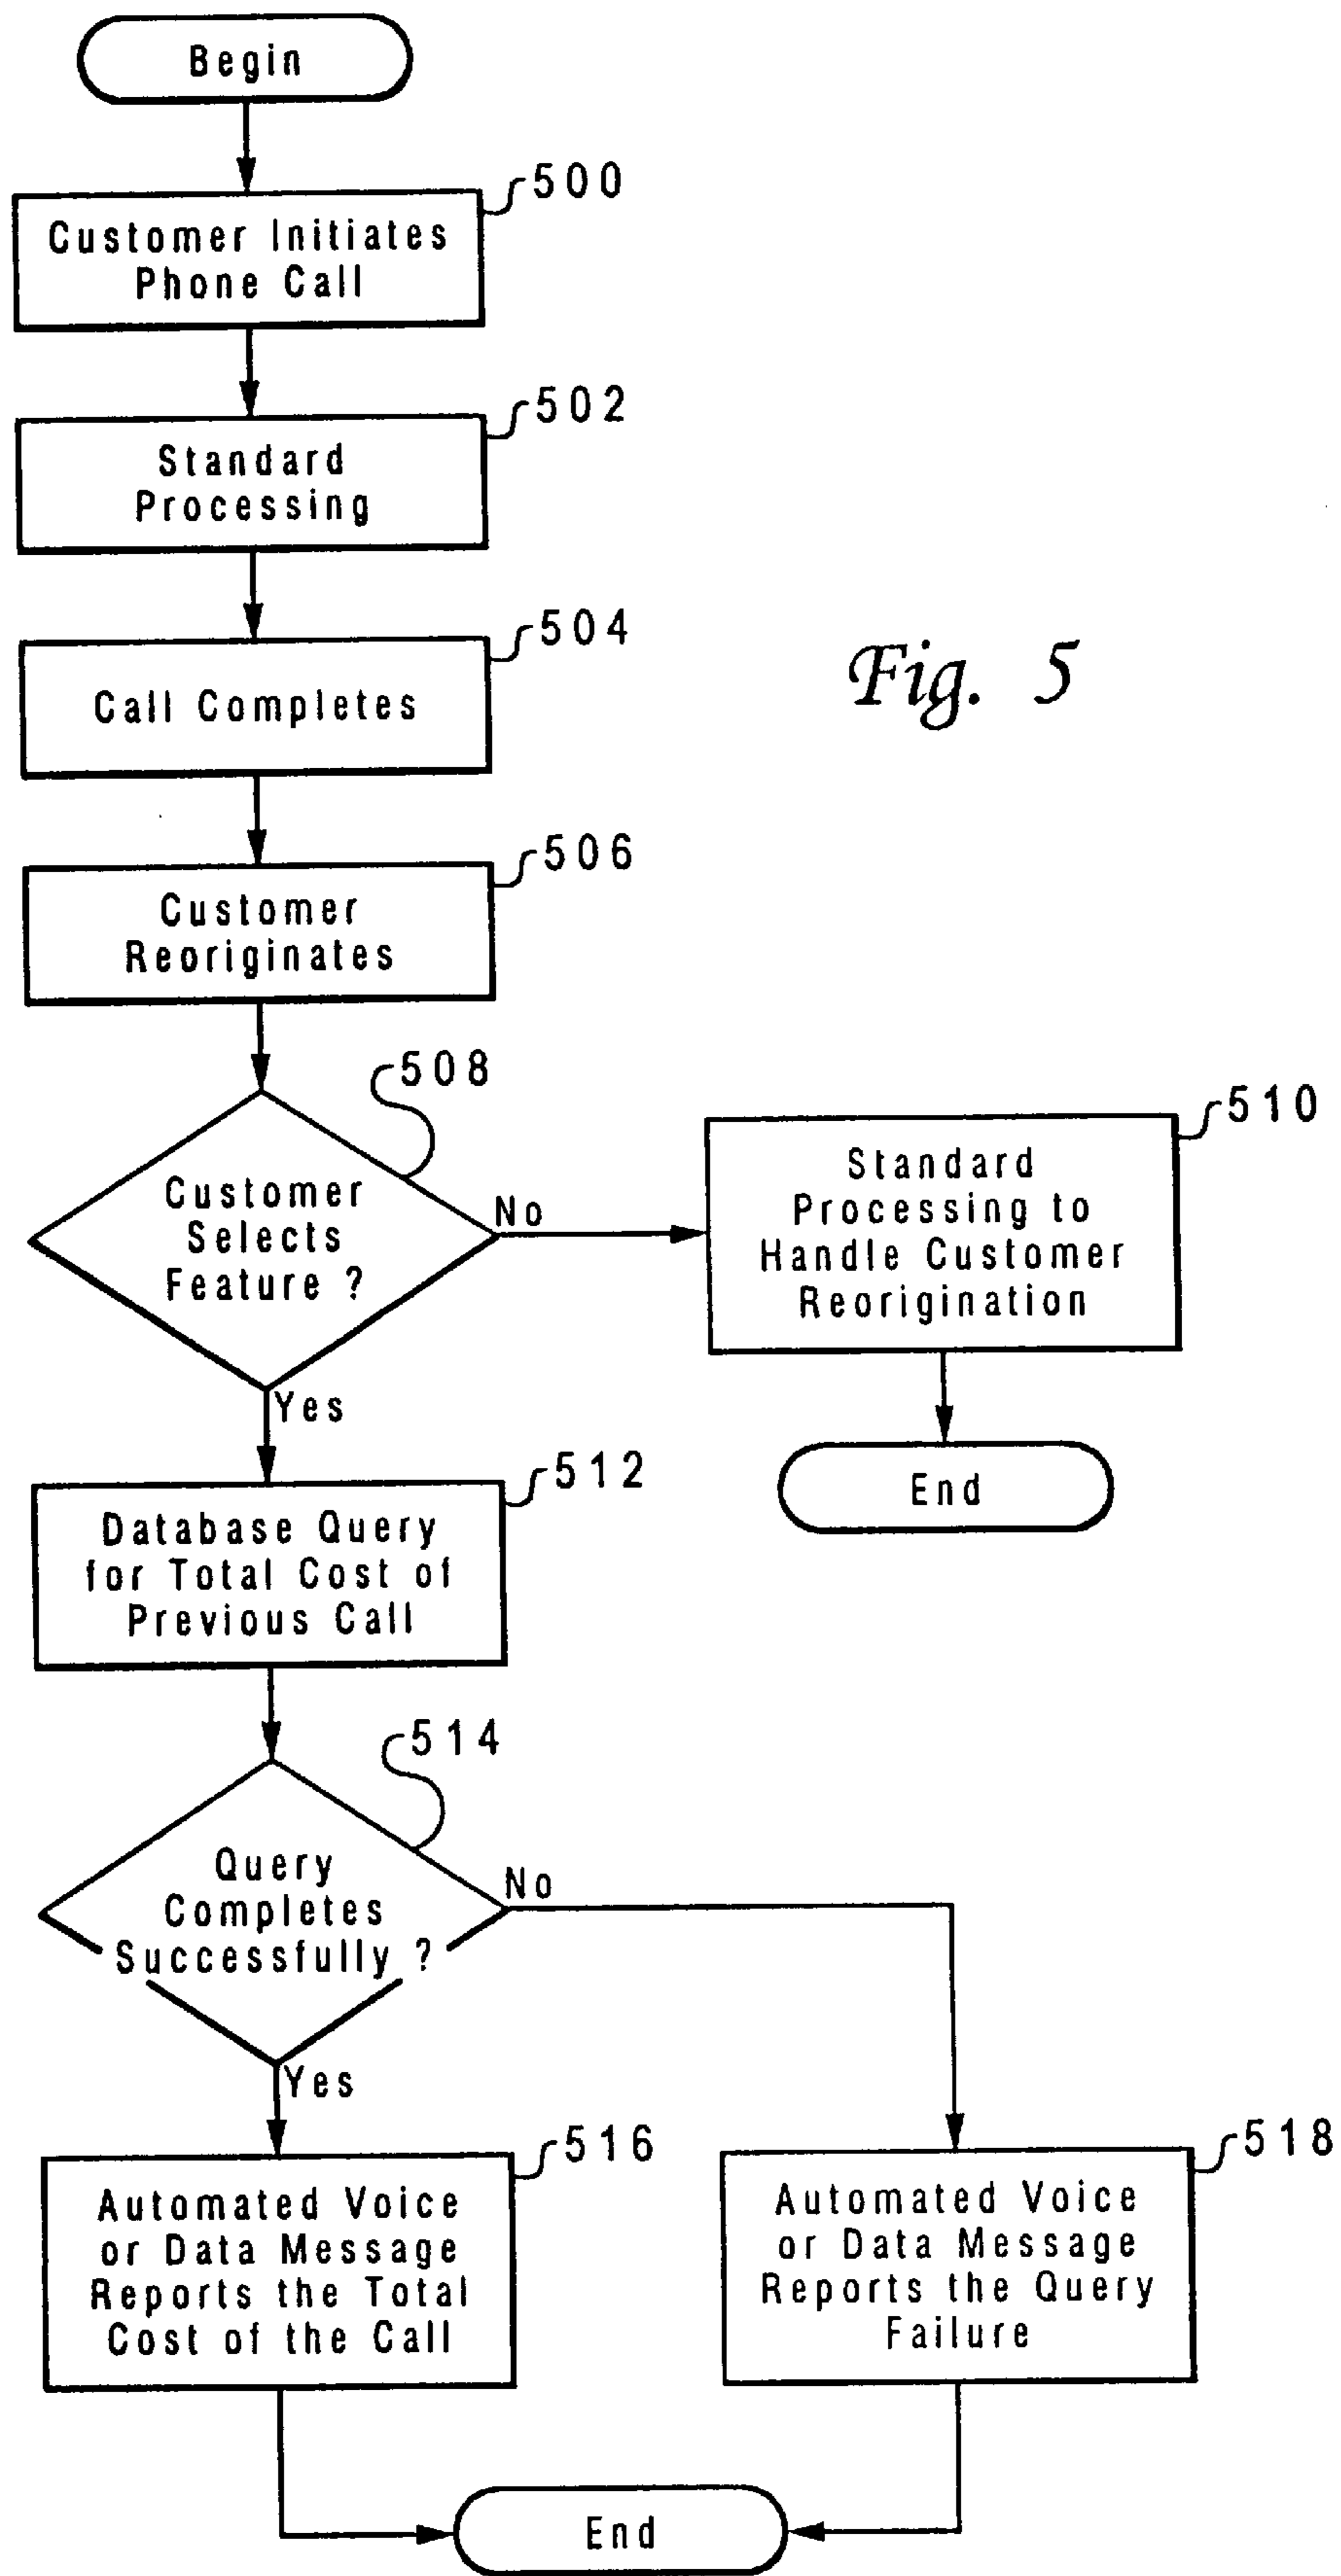 Begin
500
Customer Initiates
Phone Call
502
Standard
Processing
504
Call Completes
Fig. 5
506
Customer
Reoriginates
508
Customer
Selects
Feature ?
No
Yes
510
Standard
Processing to
Handle Customer
Reorigination
End
512
Database Query
for Total Cost of
Previous Call
514
Query
Completes
Successfully ?
No
Yes
516
Automated Voice
or Data Message
Reports the Total
Cost of the Call
518
Automated Voice
or Data Message
Reports the Query
Failure
End